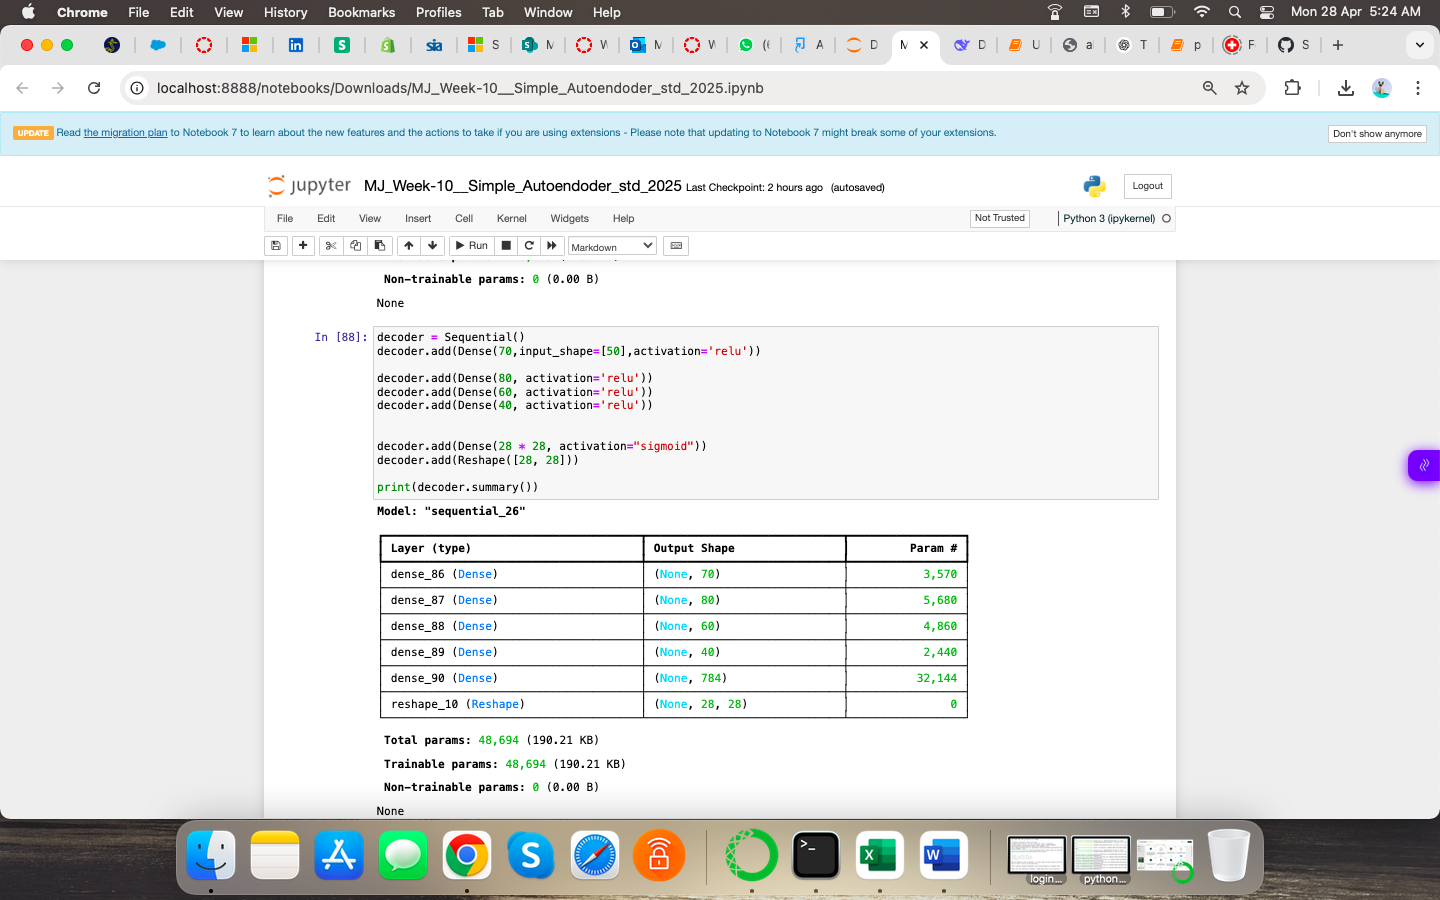 Chrome File Edit View History Bookmarks Profiles Tab Window Help Mon 28 Apr 5:24 AM
S M W M W ( A D M D U a T p F S
localhost:8888/notebooks/Downloads/MJ_Week-10__Simple_Autoendoder_std_2025.ipynb
UPDATE Read the migration plan to Notebook 7 to learn about the new features and the actions to take if you are using extensions - Please note that updating to Notebook 7 might break some of your extensions. Don't show anymore
jupyter MJ_Week-10__Simple_Autoendoder_std_2025 Last Checkpoint: 2 hours ago (autosaved) Logout
File Edit View Insert Cell Kernel Widgets Help Not Trusted Python 3 (ipykernel)
Run Markdown
Non-trainable params: 0 (0.00 B)
None
In [88]: decoder = Sequential()
decoder.add(Dense(70,input_shape=[50],activation='relu'))
decoder.add(Dense(80, activation='relu'))
decoder.add(Dense(60, activation='relu'))
decoder.add(Dense(40, activation='relu'))
decoder.add(Dense(28 * 28, activation="sigmoid"))
decoder.add(Reshape([28, 28]))
print(decoder.summary())
Model: "sequential_26"
Layer (type) Output Shape Param #
dense_86 (Dense) (None, 70) 3,570
dense_87 (Dense) (None, 80) 5,680
dense_88 (Dense) (None, 60) 4,860
dense_89 (Dense) (None, 40) 2,440
dense_90 (Dense) (None, 784) 32,144
reshape_10 (Reshape) (None, 28, 28) 0
Total params: 48,694 (190.21 KB)
Trainable params: 48,694 (190.21 KB)
Non-trainable params: 0 (0.00 B)
None
login... python...